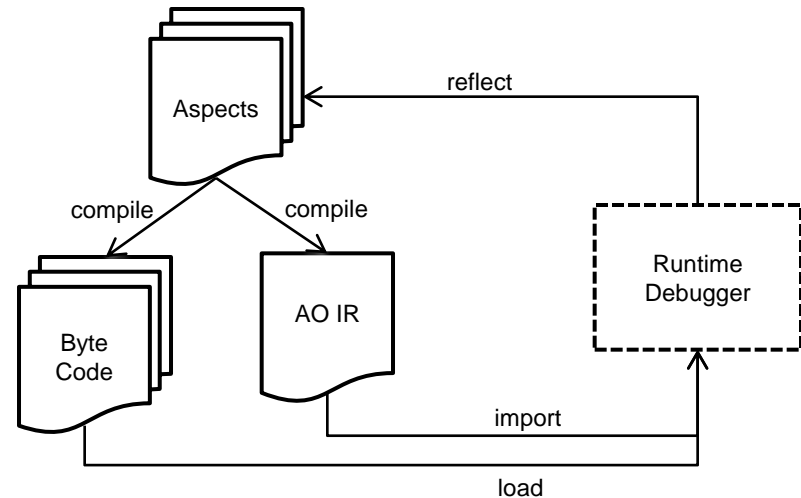 reflect
Aspects
compile
compile
Runtime
Debugger
AO IR
Byte
Code
import
load